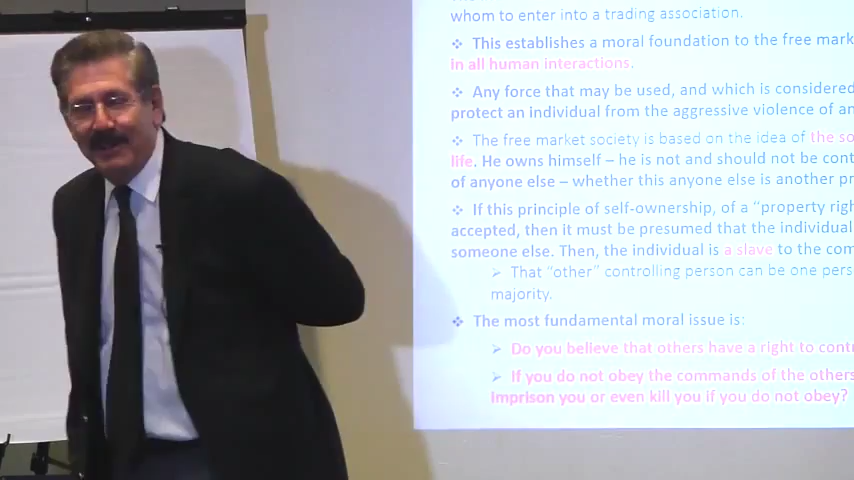 whom to enter into a trading association.
❖ This establishes a moral foundation to the free mark
in all human interactions.
❖ Any force that may be used, and which is considered
protect an individual from the aggressive violence of an
❖ The free market society is based on the idea of the so
life. He owns himself – he is not and should not be cont
of anyone else – whether this anyone else is another pr
❖ If this principle of self-ownership, of a “property righ
accepted, then it must be presumed that the individual
someone else. Then, the individual is a slave to the com
➢ That “other” controlling person can be one pers
majority.
❖ The most fundamental moral issue is:
➢ Do you believe that others have a right to contr
➢ If you do not obey the commands of the others
imprison you or even kill you if you do not obey?